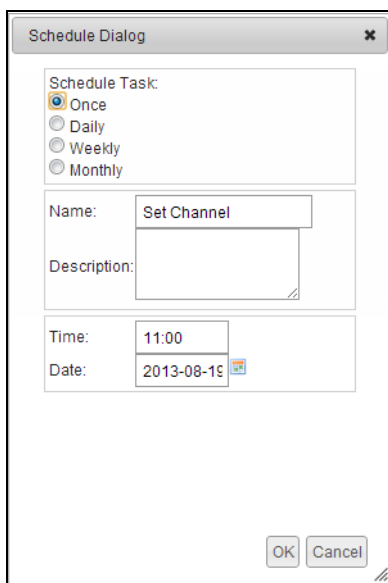 Schedule Dialog
Schedule Task:
Once
Daily
Weekly
Monthly
Name: Set Channel
Description:
Time: 11:00
Date: 2013-08-19
OK Cancel